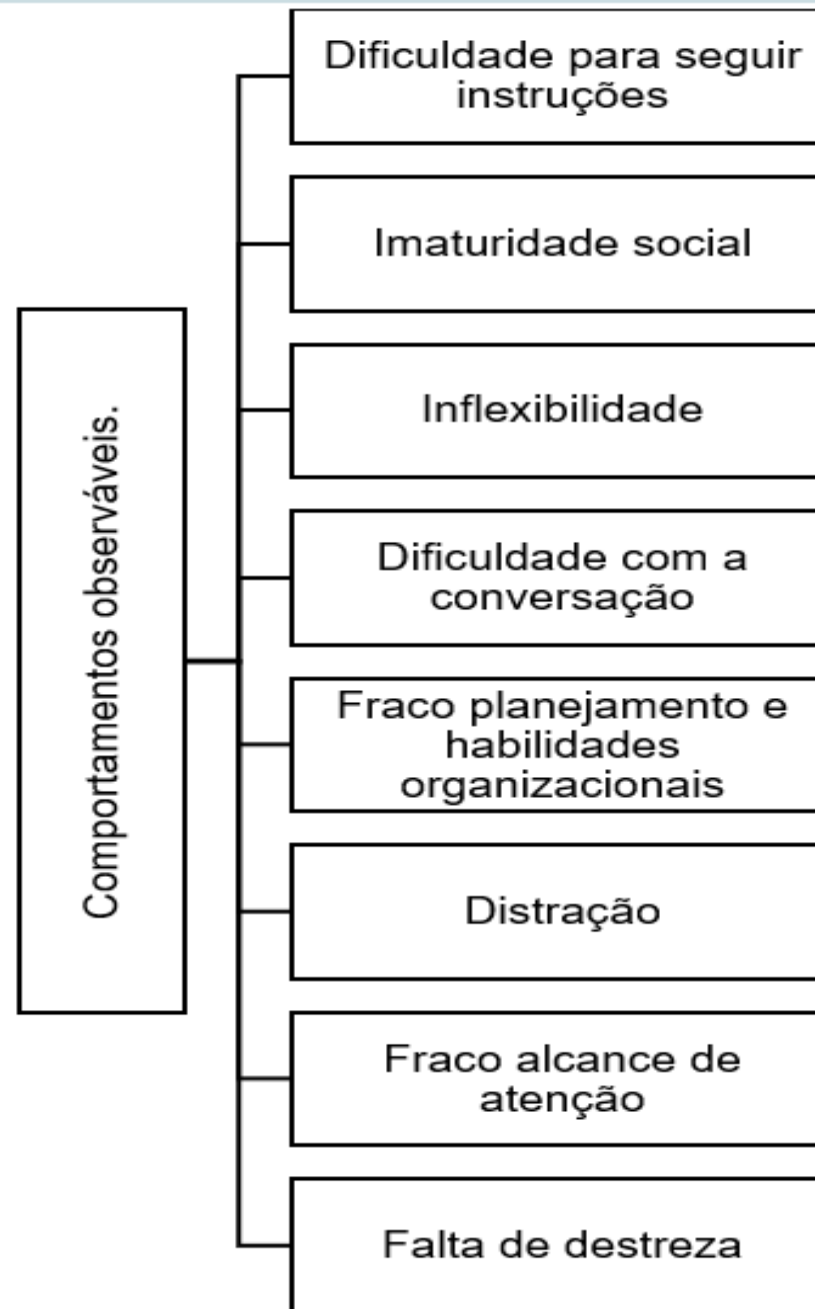 Comportamentos observáveis.
Dificuldade para seguir
instruções
Imaturidade social
Inflexibilidade
Dificuldade com a
conversação
Fraco planejamento e
habilidades
organizacionais
Distração
Fraco alcance de
atenção
Falta de destreza